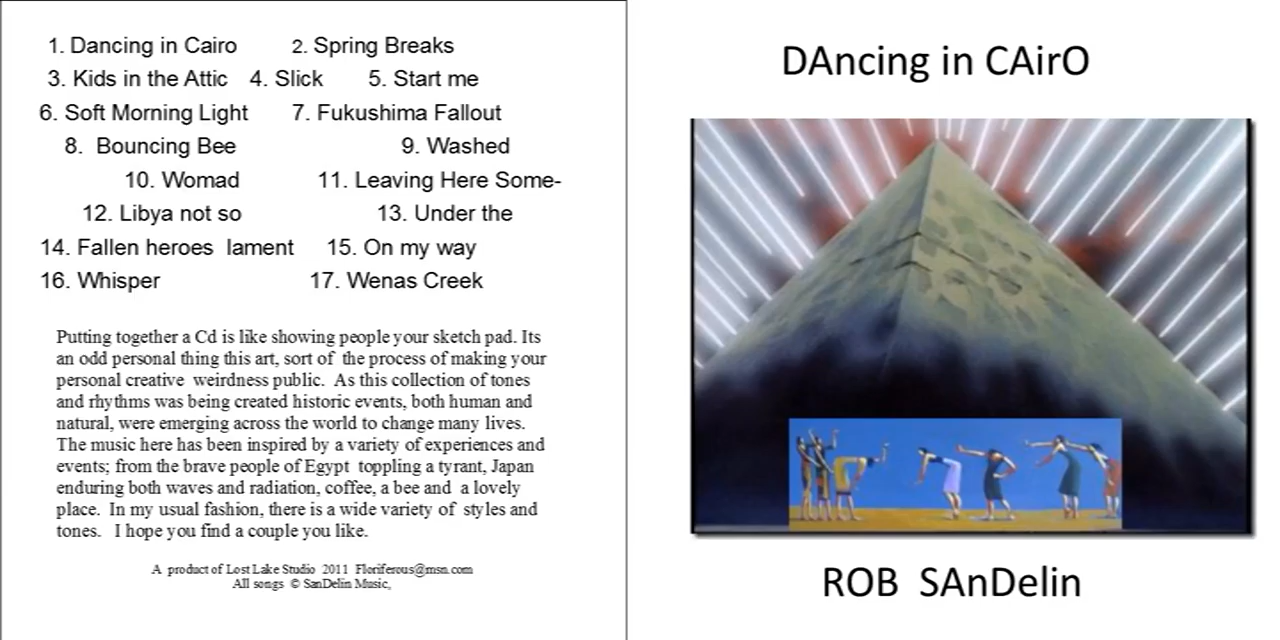 1. Dancing in Cairo 2. Spring Breaks
3. Kids in the Attic 4. Slick 5. Start me
6. Soft Morning Light 7. Fukushima Fallout
8. Bouncing Bee 9. Washed
10. Womad 11. Leaving Here Some-
12. Libya not so 13. Under the
14. Fallen heroes lament 15. On my way
16. Whisper 17. Wenas Creek
Putting together a Cd is like showing people your sketch pad. Its
an odd personal thing this art, sort of the process of making your
personal creative weirdness public. As this collection of tones
and rhythms was being created historic events, both human and
natural, were emerging across the world to change many lives.
The music here has been inspired by a variety of experiences and
events; from the brave people of Egypt toppling a tyrant, Japan
enduring both waves and radiation, coffee, a bee and a lovely
place. In my usual fashion, there is a wide variety of styles and
tones. I hope you find a couple you like.
A product of Lost Lake Studio 2011 Floriferous@msn.com
All songs © SanDelin Music,
DAncing in CAirO
ROB SAnDelin